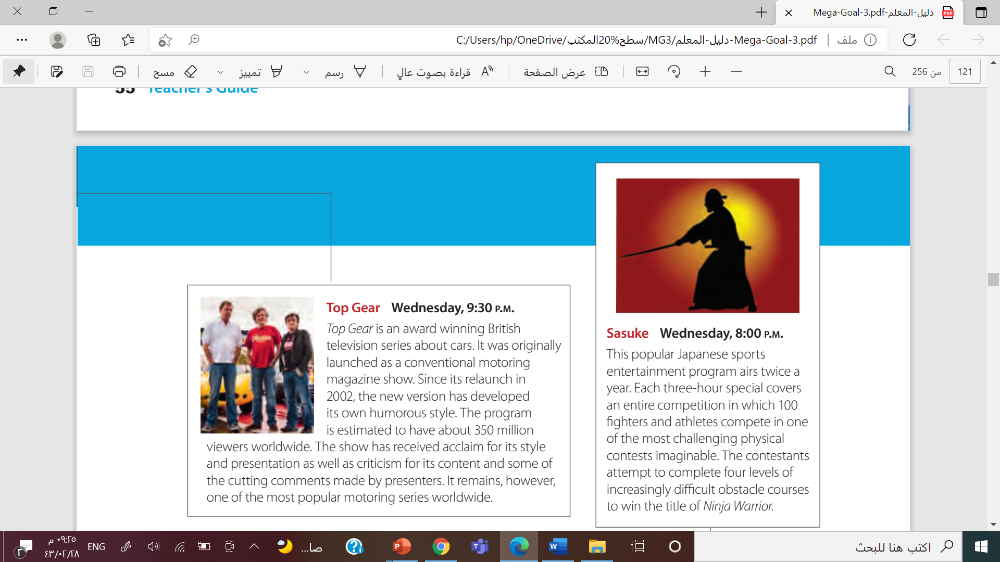 دليل-المعلم-Mega-Goal-3.pdf
PDF
ملف
C:/Users/hp/OneDrive/سطح%20المكتب/MG3/دليل-المعلم-Mega-Goal-3.pdf
121
من 256
عرض الصفحة
قراءة بصوت عالٍ
رسم
تمييز
مسح
55 Teacher's Guide
Top Gear Wednesday, 9:30 P.M.
Top Gear is an award winning British
television series about cars. It was originally
launched as a conventional motoring
magazine show. Since its relaunch in
2002, the new version has developed
its own humorous style. The program
is estimated to have about 350 million
viewers worldwide. The show has received acclaim for its style
and presentation as well as criticism for its content and some of
the cutting comments made by presenters. It remains, however,
one of the most popular motoring series worldwide.
Sasuke Wednesday, 8:00 P.M.
This popular Japanese sports
entertainment program airs twice a
year. Each three-hour special covers
an entire competition in which 100
fighters and athletes compete in one
of the most challenging physical
contests imaginable. The contestants
attempt to complete four levels of
increasingly difficult obstacle courses
to win the title of Ninja Warrior.
اكتب هنا للبحث
صا...
ENG
٠٩:٢٥ م
٤٣/٠٢/٢٨
٣